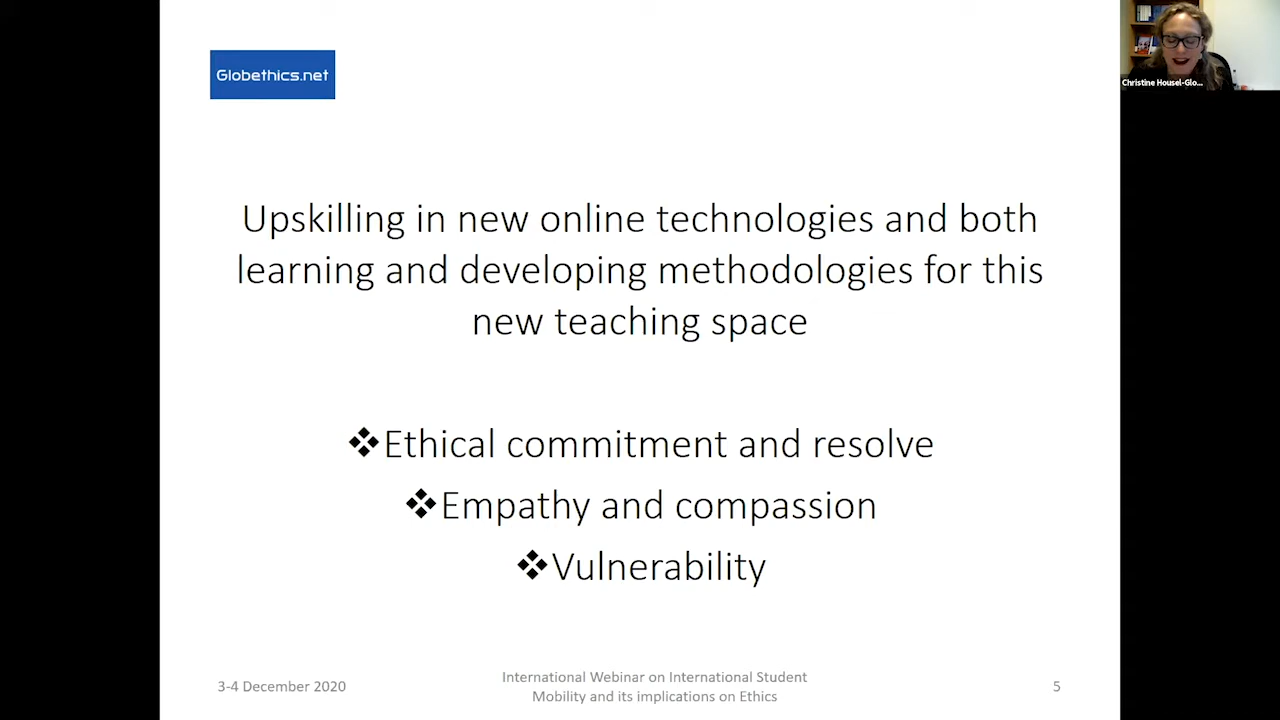 Globethics.net
Christine Housel-Glo...
Upskilling in new online technologies and both
learning and developing methodologies for this
new teaching space
❖Ethical commitment and resolve
❖Empathy and compassion
❖Vulnerability
3-4 December 2020
International Webinar on International Student
Mobility and its implications on Ethics
5